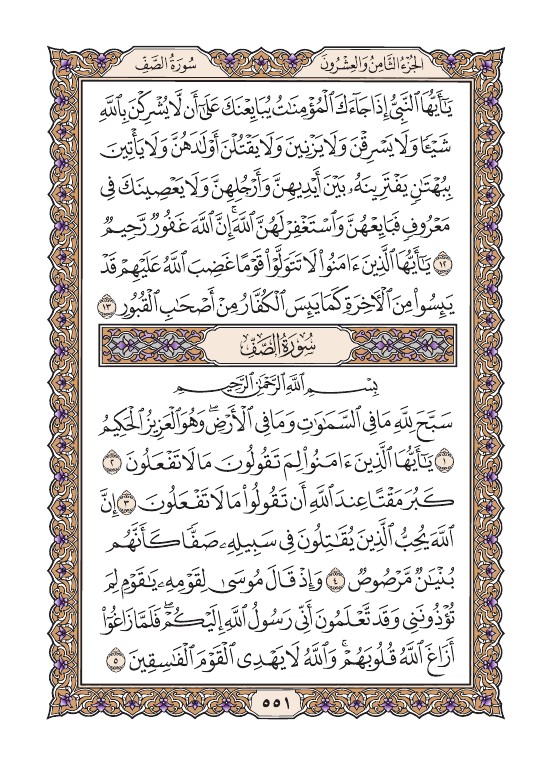 الجُزءُ الثَّامِنُ وَالعِشْرُونَ
سُورَةُ الصَّفِّ
يَٰٓأَيُّهَا ٱلنَّبِيُّ إِذَا جَآءَكَ ٱلْمُؤْمِنَٰتُ يُبَايِعْنَكَ عَلَىٰٓ أَن لَّا يُشْرِكْنَ بِٱللَّهِ
شَيْـًٔا وَلَا يَسْرِقْنَ وَلَا يَزْنِينَ وَلَا يَقْتُلْنَ أَوْلَٰدَهُنَّ وَلَا يَأْتِينَ
بِبُهْتَٰنٍ يَفْتَرِينَهُۥ بَيْنَ أَيْدِيهِنَّ وَأَرْجُلِهِنَّ وَلَا يَعْصِينَكَ فِى
مَعْرُوفٍ فَبَايِعْهُنَّ وَٱسْتَغْفِرْ لَهُنَّ ٱللَّهَ ۚ إِنَّ ٱللَّهَ غَفُورٌ رَّحِيمٌ
١٢ يَٰٓأَيُّهَا ٱلَّذِينَ ءَامَنُوا۟ لَا تَتَوَلَّوْا۟ قَوْمًا غَضِبَ ٱللَّهُ عَلَيْهِمْ قَدْ
يَئِسُوا۟ مِنَ ٱلْءَاخِرَةِ كَمَا يَئِسَ ٱلْكُفَّارُ مِنْ أَصْحَٰبِ ٱلْقُبُورِ ١٣
سُورَةُ الصَّفِّ
بِسْمِ ٱللَّهِ ٱلرَّحْمَٰنِ ٱلرَّحِيمِ
سَبَّحَ لِلَّهِ مَا فِى ٱلسَّمَٰوَٰتِ وَمَا فِى ٱلْأَرْضِ ۖ وَهُوَ ٱلْعَزِيزُ ٱلْحَكِيمُ
١ يَٰٓأَيُّهَا ٱلَّذِينَ ءَامَنُوا۟ لِمَ تَقُولُونَ مَا لَا تَفْعَلُونَ ٢
كَبُرَ مَقْتًا عِندَ ٱللَّهِ أَن تَقُولُوا۟ مَا لَا تَفْعَلُونَ ٣ إِنَّ
ٱللَّهَ يُحِبُّ ٱلَّذِينَ يُقَٰتِلُونَ فِى سَبِيلِهِۦ صَفًّا كَأَنَّهُم
بُنْيَٰنٌ مَّرْصُوصٌ ٤ وَإِذْ قَالَ مُوسَىٰ لِقَوْمِهِۦ يَٰقَوْمِ لِمَ
تُؤْذُونَنِى وَقَد تَّعْلَمُونَ أَنِّى رَسُولُ ٱللَّهِ إِلَيْكُمْ ۖ فَلَمَّا زَاغُوٓا۟
أَزَاغَ ٱللَّهُ قُلُوبَهُمْ ۚ وَٱللَّهُ لَا يَهْدِى ٱلْقَوْمَ ٱلْفَٰسِقِينَ ٥
٥٥١